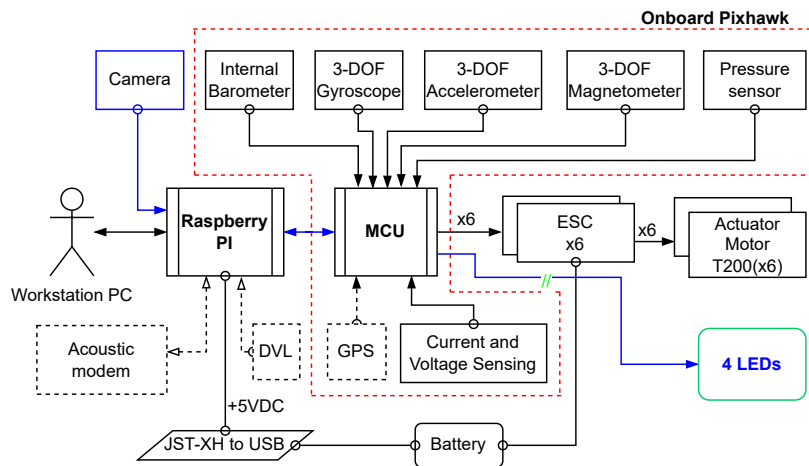 Onboard Pixhawk
Camera
Internal
Barometer
3-DOF
Gyroscope
3-DOF
Accelerometer
3-DOF
Magnetometer
Pressure
sensor
Raspberry
PI
MCU
x6
ESC
x6
x6
Actuator
Motor
T200(x6)
Workstation PC
//
Acoustic
modem
DVL
GPS
Current and
Voltage Sensing
4 LEDs
+5VDC
JST-XH to USB
Battery